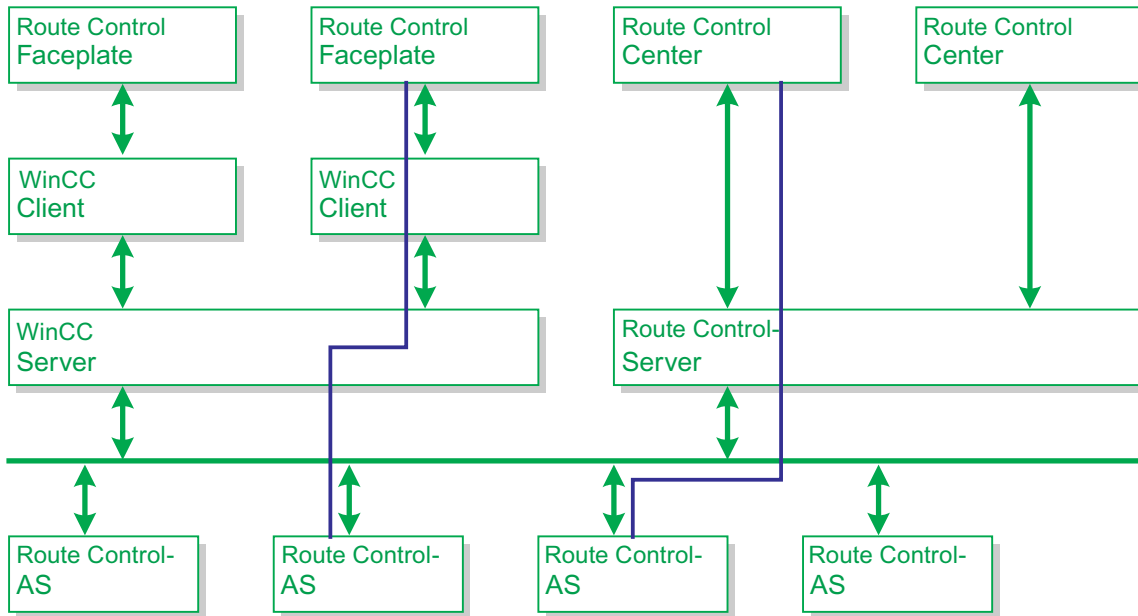 Route Control
Faceplate
Route Control
Faceplate
Route Control
Center
Route Control
Center
WinCC
Client
WinCC
Client
WinCC
Server
Route Control-
Server
Route Control-
AS
Route Control-
AS
Route Control-
AS
Route Control-
AS